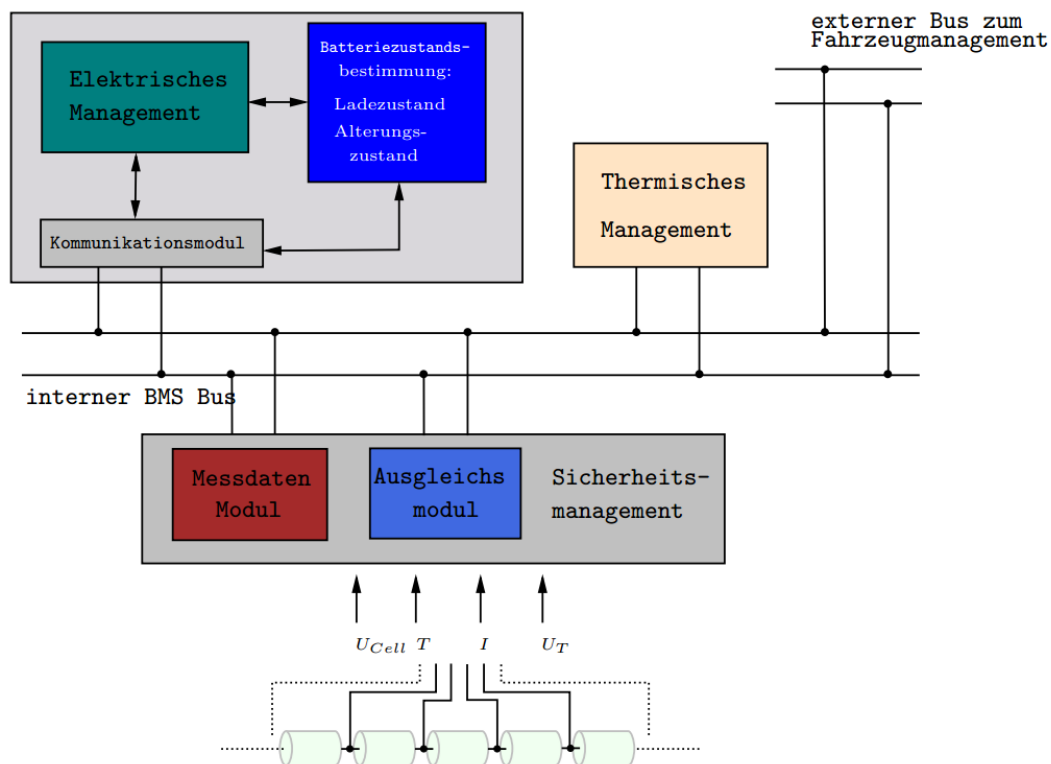 externer Bus zum
Fahrzeugmanagement
Elektrisches
Management
Batteriezustands-
bestimmung:
Ladezustand
Alterungs-
zustand
Kommunikationsmodul
Thermisches
Management
interner BMS Bus
Messdaten
Modul
Ausgleichs
modul
Sicherheits-
management
U_Cell T I U_T